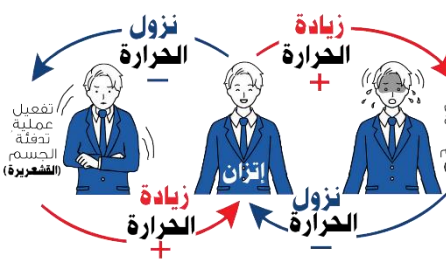 زيادة
الحرارة
+
نزول
الحرارة
−
تفعيل
عملية
تدفئة
الجسم
(القشعريرة)
إتزان
زيادة
الحرارة
+
نزول
الحرارة
−